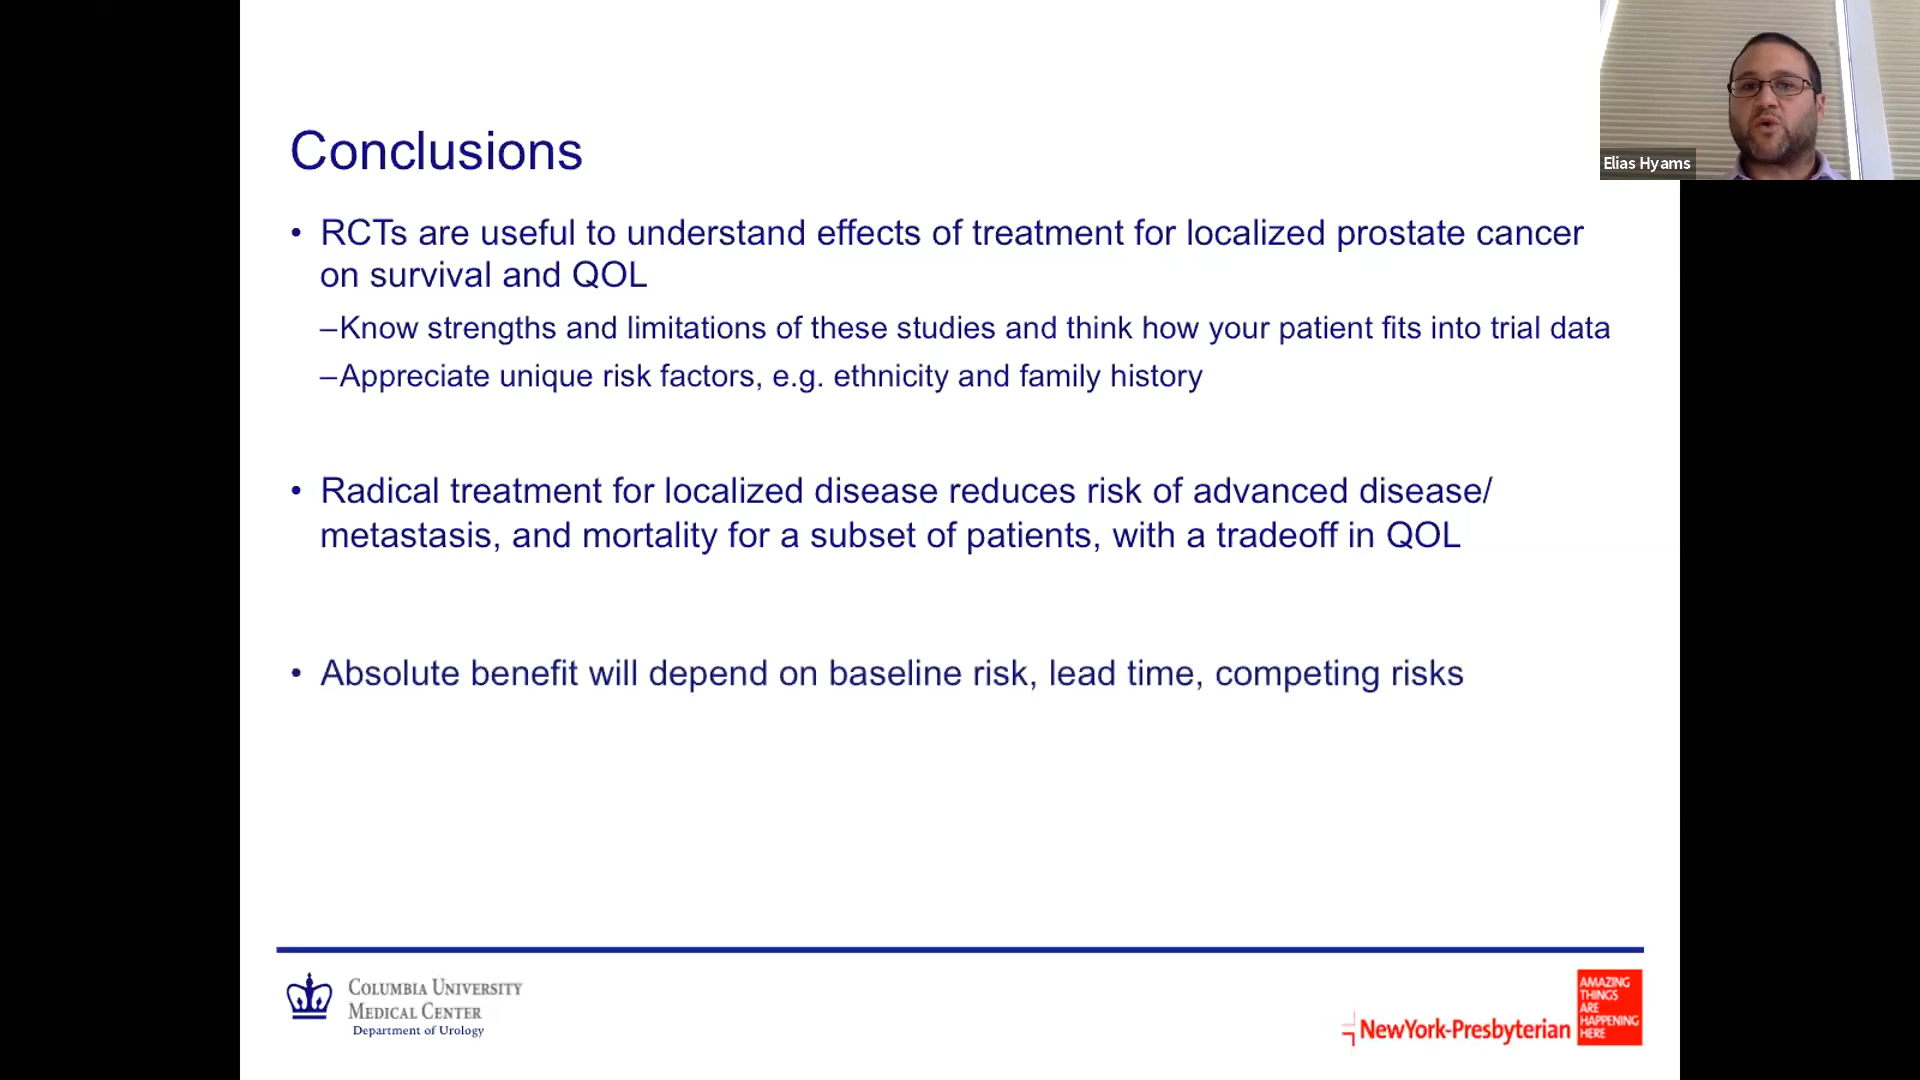 Conclusions
• RCTs are useful to understand effects of treatment for localized prostate cancer
on survival and QOL
–Know strengths and limitations of these studies and think how your patient fits into trial data
–Appreciate unique risk factors, e.g. ethnicity and family history
• Radical treatment for localized disease reduces risk of advanced disease/
metastasis, and mortality for a subset of patients, with a tradeoff in QOL
• Absolute benefit will depend on baseline risk, lead time, competing risks
Elias Hyams
COLUMBIA UNIVERSITY
MEDICAL CENTER
Department of Urology
NewYork-Presbyterian
AMAZING
THINGS
ARE
HAPPENING
HERE